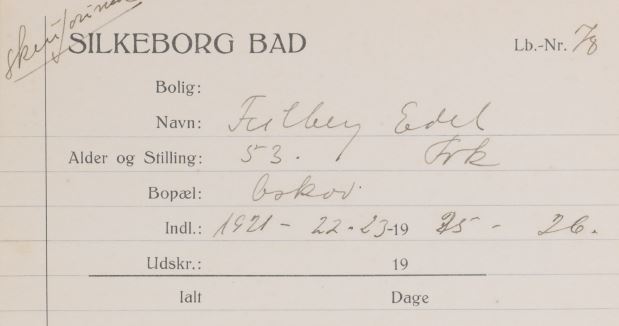 SILKEBORG BAD Lb.-Nr. 78
Bolig:
Navn: Edel
Alder og Stilling: 53. Frk
Bopæl: Askov
Indl.: 1921 - 22-23-19 25 - 26.
Udskr.: 19
Ialt Dage